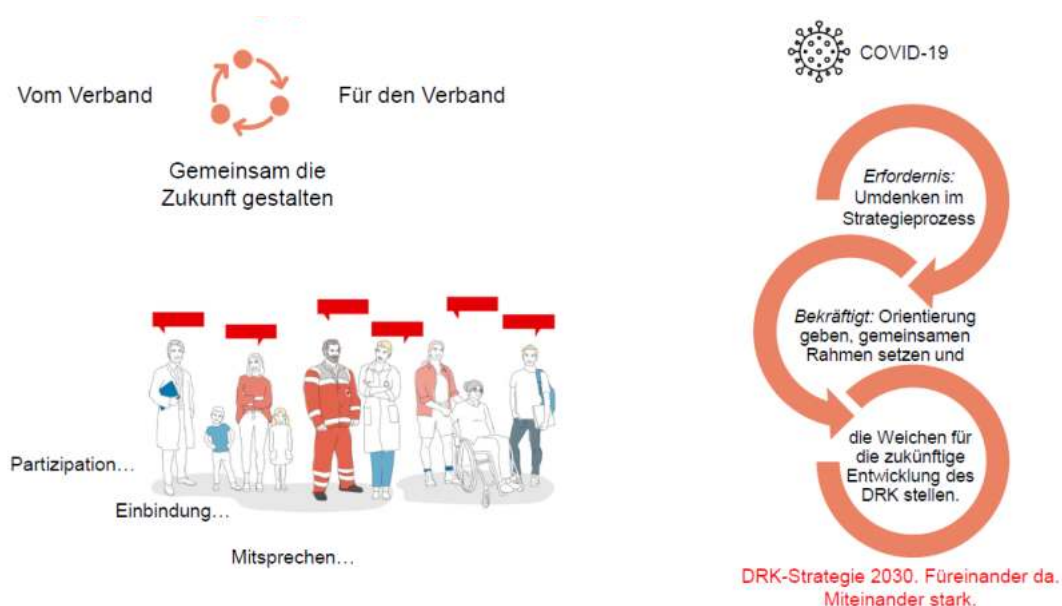 Vom Verband
Für den Verband
Gemeinsam die
Zukunft gestalten
Partizipation…
Einbindung…
Mitsprechen…
COVID-19
Erfordernis:
Umdenken im
Strategieprozess
Bekräftigt: Orientierung
geben, gemeinsamen
Rahmen setzen und
die Weichen für
die zukünftige
Entwicklung des
DRK stellen.
DRK-Strategie 2030. Füreinander da.
Miteinander stark.